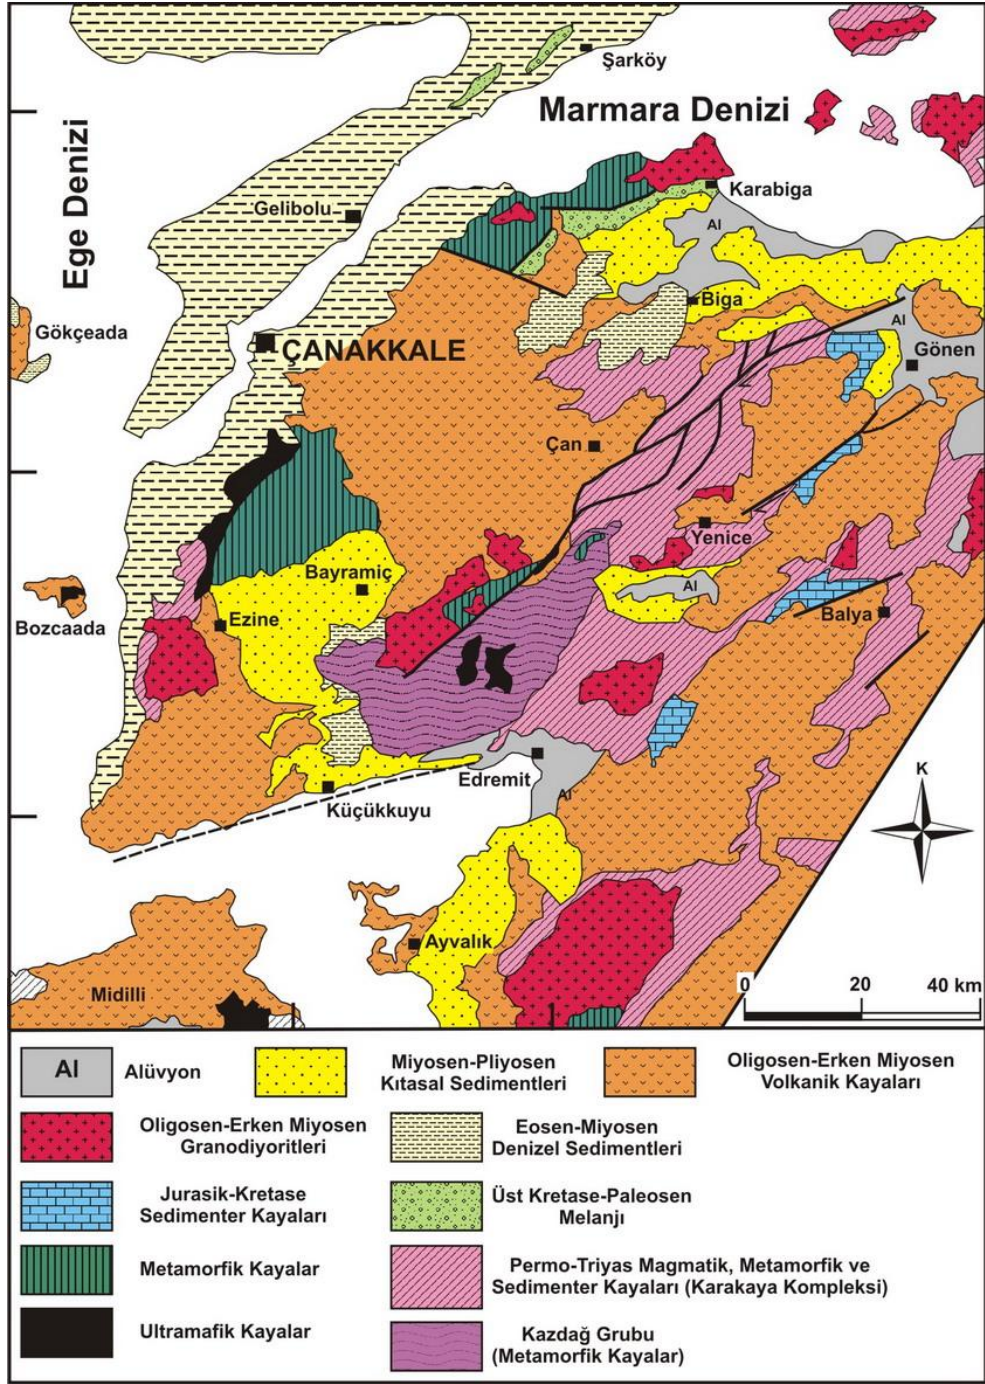 Şarköy
Marmara Denizi
Ege Denizi
Gelibolu
Karabiga
Al
Biga
Gökçeada
ÇANAKKALE
Al
Gönen
Çan
Yenice
Bayramiç
Al
Bozcaada
Ezine
Balya
Edremit
Al
Küçükkuyu
K
Ayvalık
Midilli
0 20 40 km
Al Alüvyon
Miyosen-Pliyosen
Kıtasal Sedimentleri
Oligosen-Erken Miyosen
Volkanik Kayaları
Oligosen-Erken Miyosen
Granodiyoritleri
Eosen-Miyosen
Denizel Sedimentleri
Jurasik-Kretase
Sedimenter Kayaları
Üst Kretase-Paleosen
Melanjı
Metamorfik Kayalar
Permo-Triyas Magmatik, Metamorfik ve
Sedimenter Kayaları (Karakaya Kompleksi)
Ultramafik Kayalar
Kazdağ Grubu
(Metamorfik Kayalar)